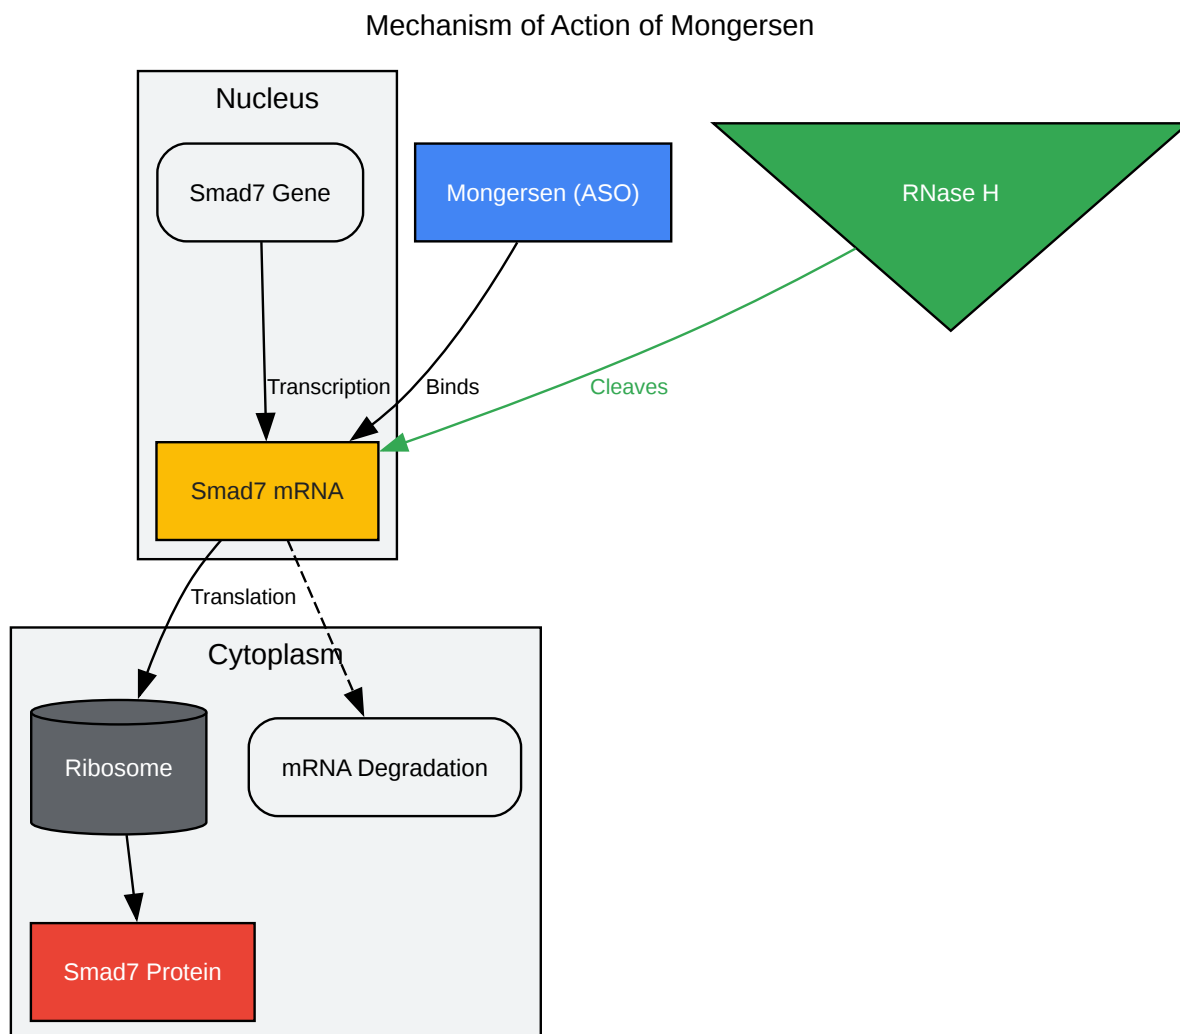 Mechanism of Action of Mongersen
Nucleus
Smad7 Gene
Mongersen (ASO)
RNase H
Transcription
Binds
Cleaves
Smad7 mRNA
Translation
Cytoplasm
Ribosome
mRNA Degradation
Smad7 Protein